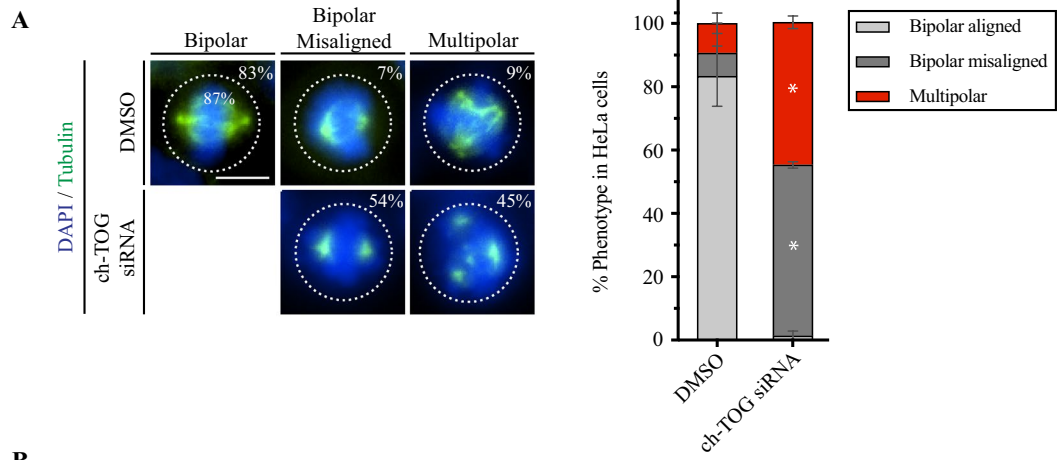 A
Bipolar
Bipolar
Misaligned
Multipolar
DAPI / Tubulin
DMSO
83%
87%
7%
9%
ch-TOG
siRNA
54%
45%
% Phenotype in HeLa cells
100
80
60
40
20
0
*
*
DMSO
ch-TOG siRNA
Bipolar aligned
Bipolar misaligned
Multipolar